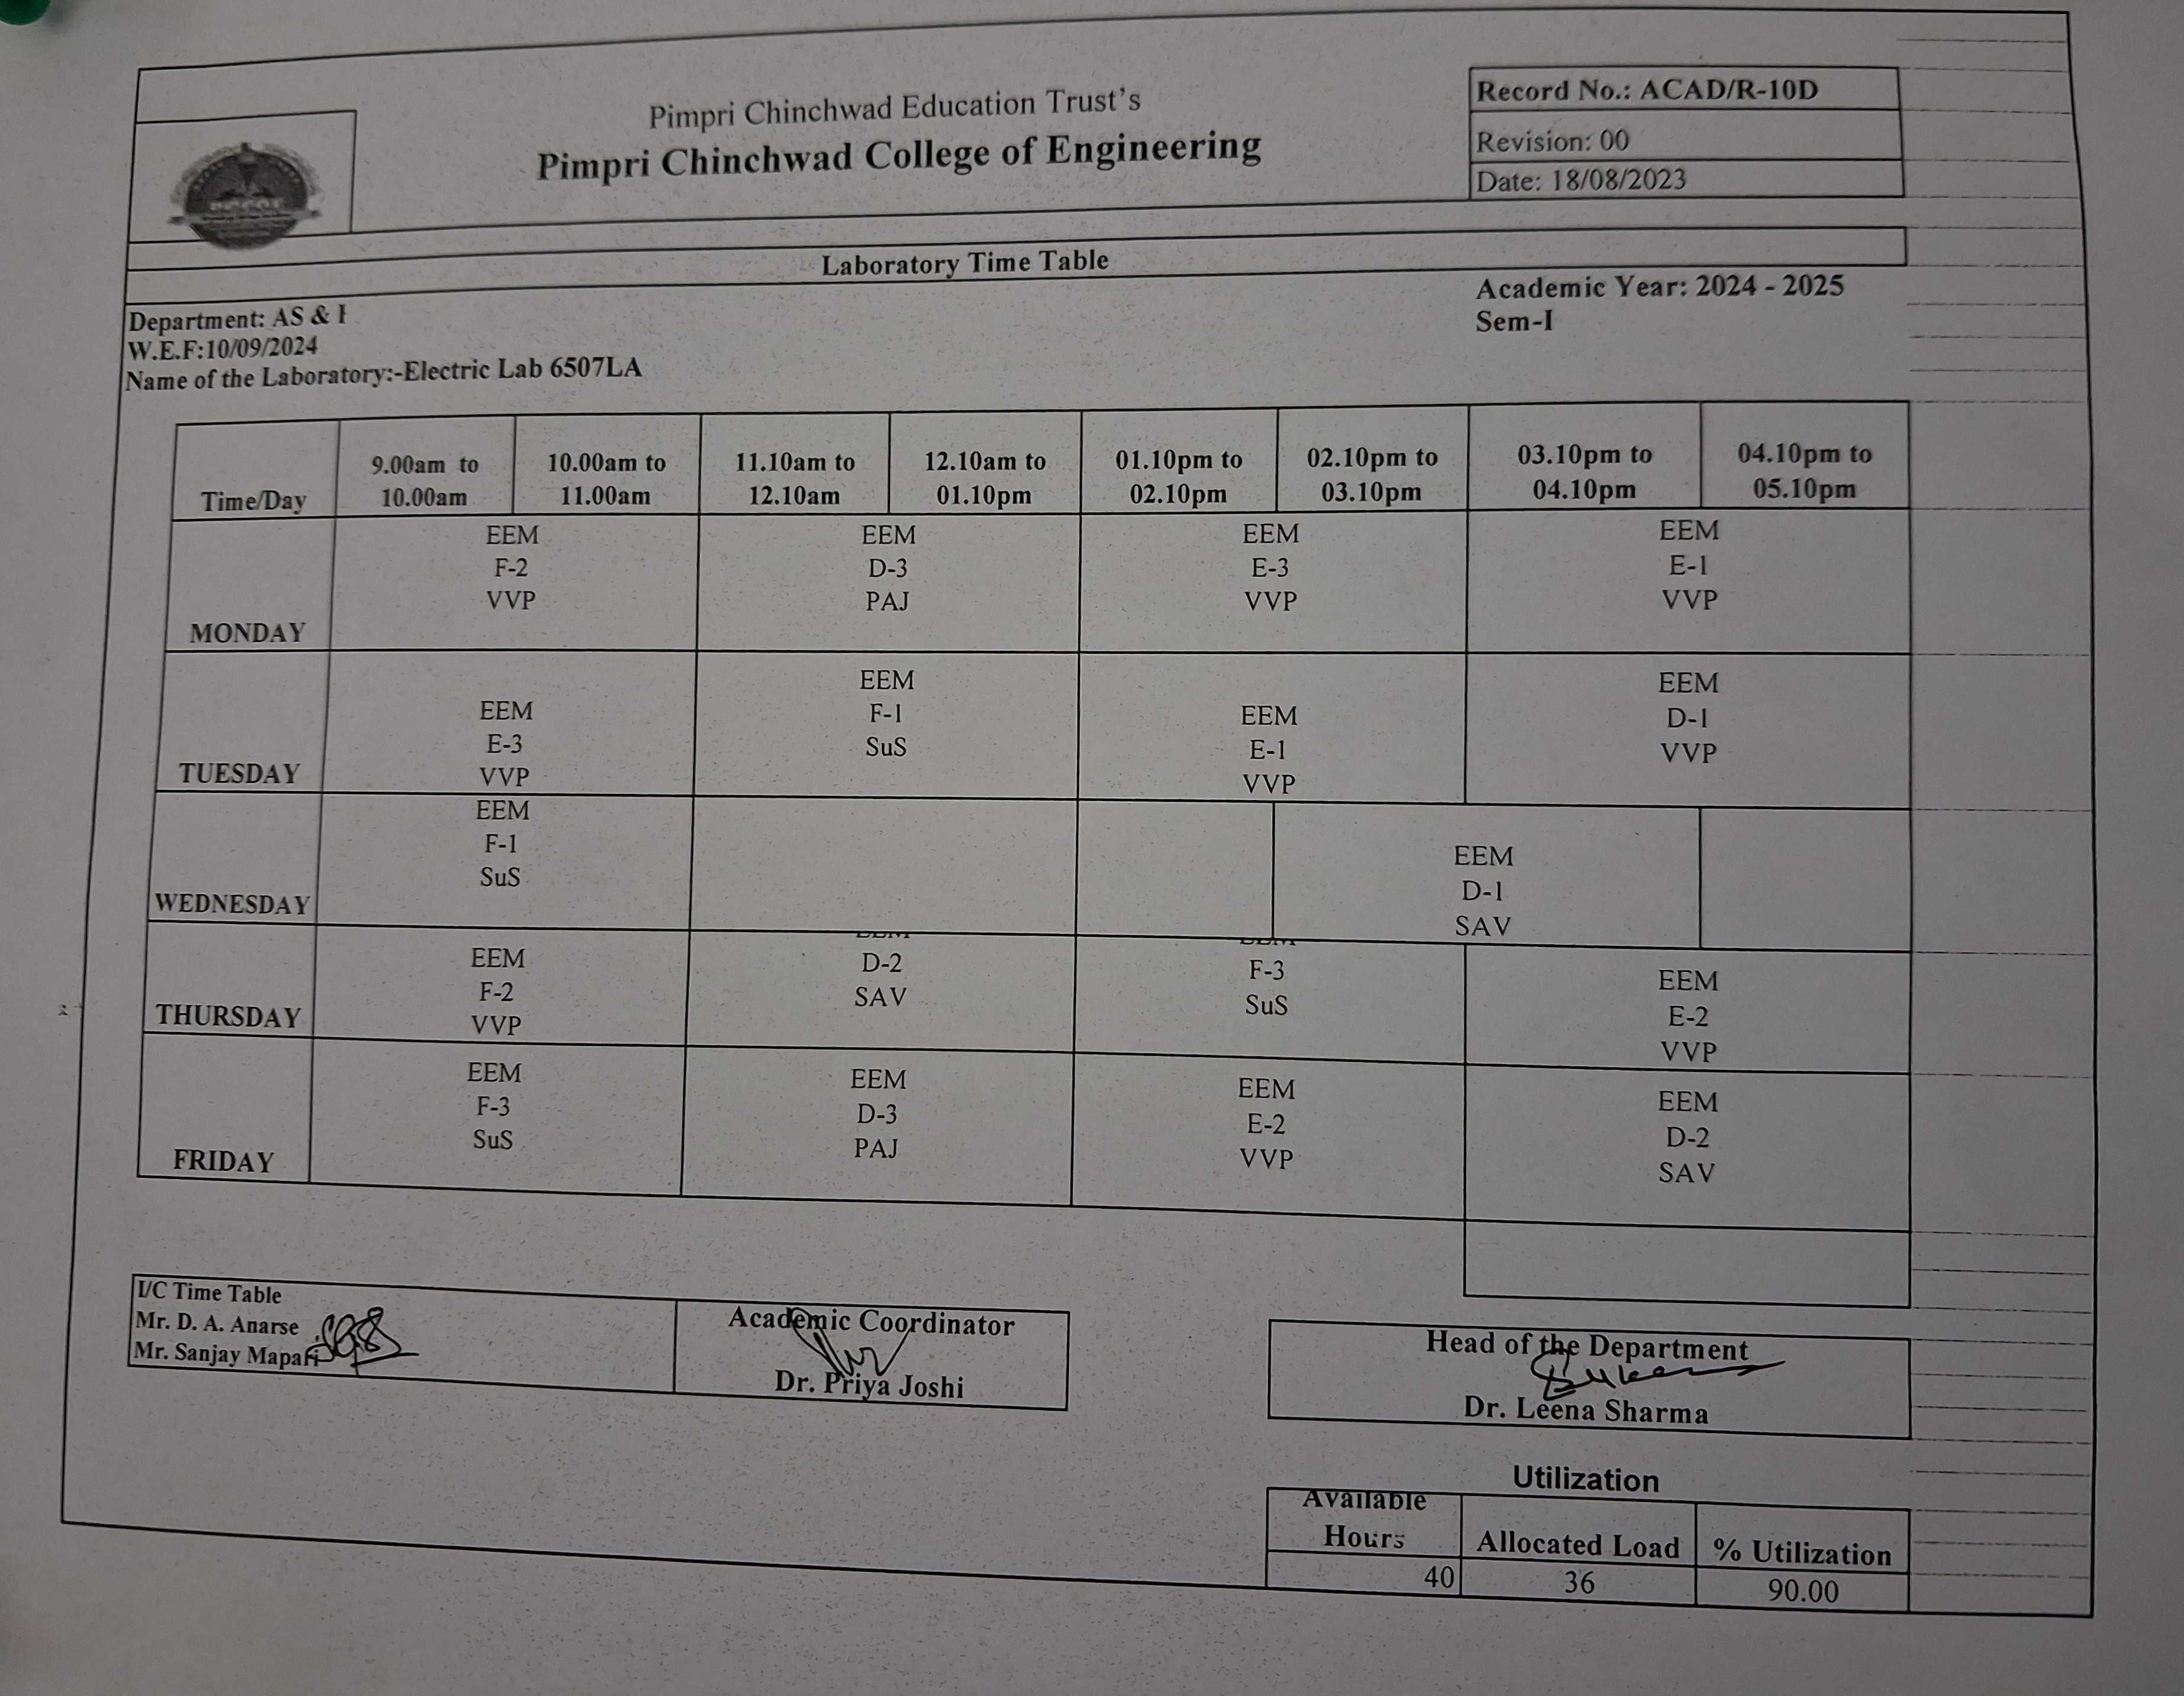 Pimpri Chinchwad Education Trust's
Pimpri Chinchwad College of Engineering
Record No.: ACAD/R-10D
Revision: 00
Date: 18/08/2023
Laboratory Time Table
Academic Year: 2024 - 2025
Sem-I
Department: AS &
W.E.F:10/09/2024
Name of the Laboratory:-Electric Lab 6507LA
Time/Day 9.00am to 10.00am 10.00am to 11.00am 11.10am to 12.10am 12.10am to 01.10pm 01.10pm to 02.10pm 02.10pm to 03.10pm 03.10pm to 04.10pm 04.10pm to 05.10pm
MONDAY
EEM
F-2
VVP
EEM
D-3
PAJ
EEM
E-3
VVP
EEM
E-1
VVP
TUESDAY
EEM
E-3
VVP
EEM
F-1
SuS
EEM
E-1
VVP
EEM
D-1
VVP
WEDNESDAY
EEM
F-1
SuS
EEM
D-1
SAV
THURSDAY
EEM
F-2
VVP
D-2
SAV
F-3
SuS
EEM
E-2
VVP
FRIDAY
EEM
F-3
SuS
EEM
D-3
PAJ
EEM
E-2
VVP
EEM
D-2
SAV
I/C Time Table
Mr. D. A. Anarse
Mr. Sanjay Mapari
Academic Coordinator
Dr. Priya Joshi
Head of the Department
Dr. Leena Sharma
Utilization
Available Hours Allocated Load % Utilization
40 36 90.00